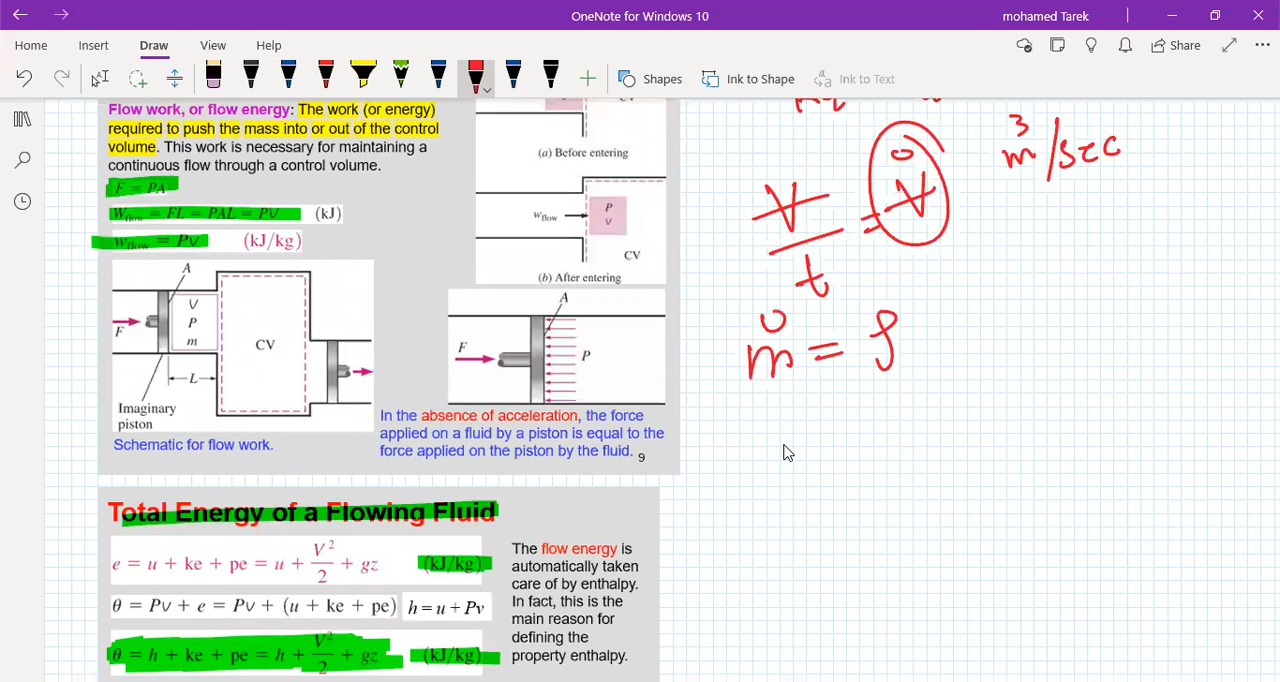 OneNote for Windows 10
mohamed Tarek
Home Insert Draw View Help
Share
Shapes
Ink to Shape
Ink to Text
Flow work, or flow energy: The work (or energy)
required to push the mass into or out of the control
volume. This work is necessary for maintaining a
continuous flow through a control volume.
F = PA
W_flow = FL = PAL = PV (kJ)
w_flow = Pv (kJ/kg)
A
V
P
m
F
CV
L
Imaginary
piston
Schematic for flow work.
(a) Before entering
w_flow
P
v
CV
(b) After entering
A
F
P
In the absence of acceleration, the force
applied on a fluid by a piston is equal to the
force applied on the piston by the fluid.
9
Total Energy of a Flowing Fluid
e = u + ke + pe = u + V²/2 + gz (kJ/kg)
θ = Pv + e = Pv + (u + ke + pe)
h = u + Pv
θ = h + ke + pe = h + V²/2 + gz (kJ/kg)
The flow energy is
automatically taken
care of by enthalpy.
In fact, this is the
main reason for
defining the
property enthalpy.
m³/sec
V/t = V̇
ṁ = ρ